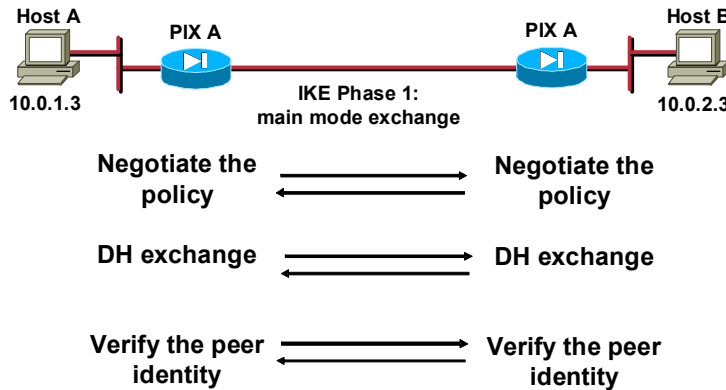 Host A
PIX A
PIX A
Host B
10.0.1.3
IKE Phase 1:
main mode exchange
10.0.2.3
Negotiate the
policy
Negotiate the
policy
DH exchange
DH exchange
Verify the peer
identity
Verify the peer
identity